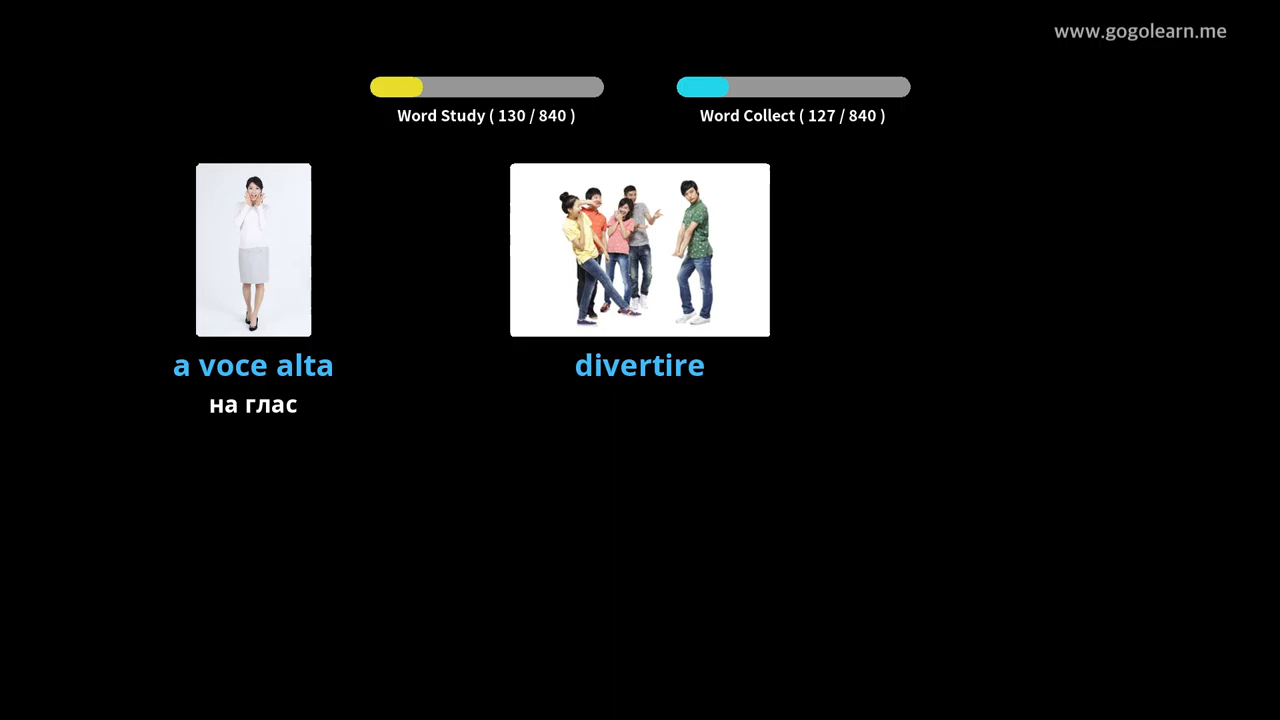 www.gogolearn.me
Word Study ( 130 / 840 )
Word Collect ( 127 / 840 )
a voce alta
на глас
divertire